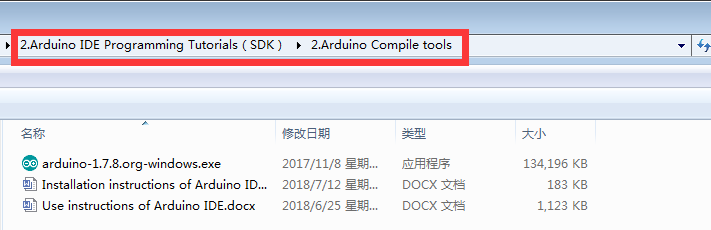 2.Arduino IDE Programming Tutorials ( SDK ) 2.Arduino Compile tools
名称 修改日期 类型 大小
arduino-1.7.8.org-windows.exe 2017/11/8 星期... 应用程序 134,196 KB
Installation instructions of Arduino ID... 2018/7/12 星期... DOCX 文档 183 KB
Use instructions of Arduino IDE.docx 2018/6/25 星期... DOCX 文档 1,123 KB